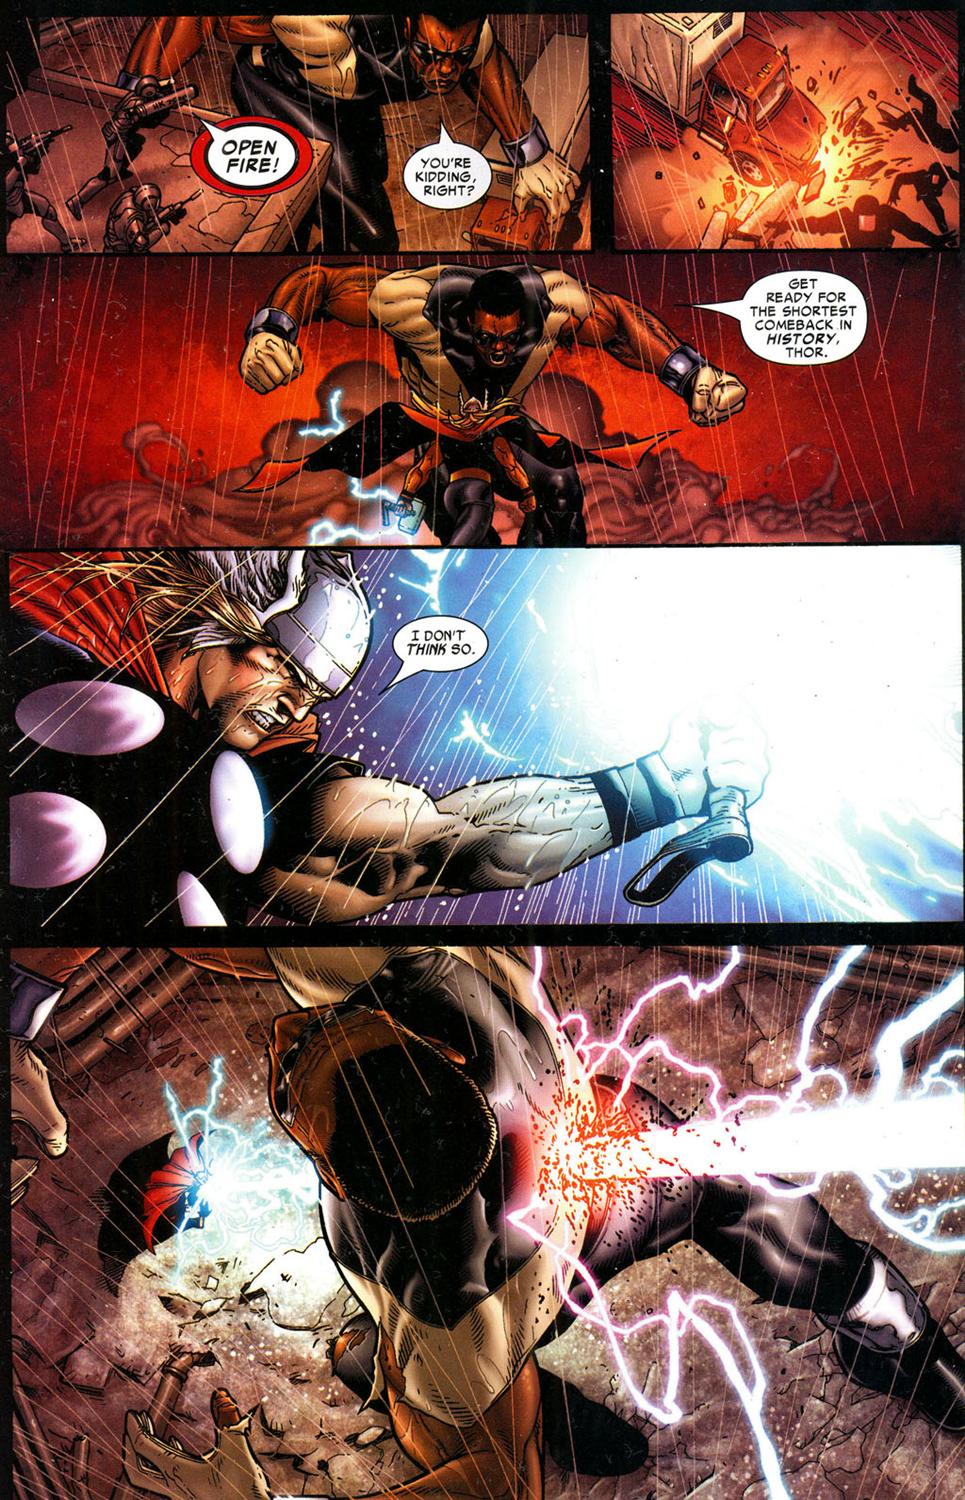 OPEN
FIRE!
YOU'RE
KIDDING,
RIGHT?
GET
READY FOR
THE SHORTEST
COMEBACK IN
HISTORY,
THOR.
I DON'T
THINK SO.